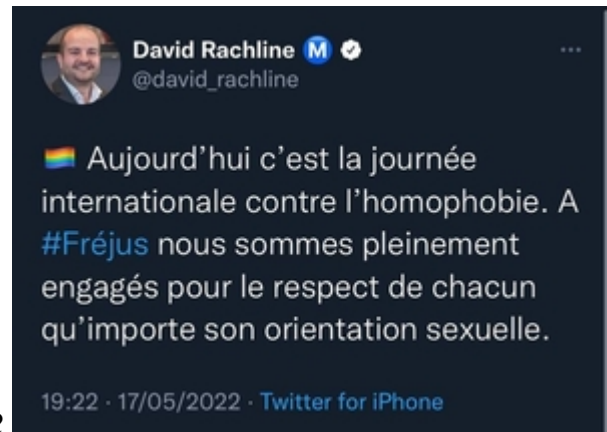 David Rachline M
@david_rachline
🏳️‍🌈 Aujourd'hui c'est la journée
internationale contre l'homophobie. A
#Fréjus nous sommes pleinement
engagés pour le respect de chacun
qu'importe son orientation sexuelle.
19:22 · 17/05/2022 · Twitter for iPhone